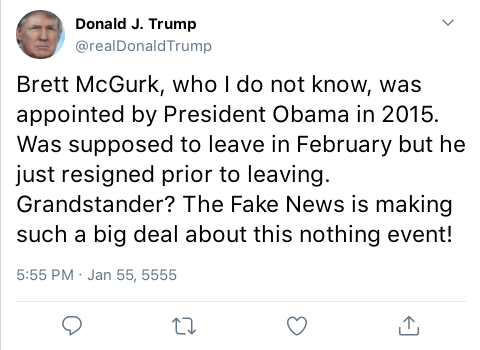 Donald J. Trump
@realDonaldTrump
Brett McGurk, who I do not know, was
appointed by President Obama in 2015.
Was supposed to leave in February but he
just resigned prior to leaving.
Grandstander? The Fake News is making
such a big deal about this nothing event!
5:55 PM · Jan 55, 5555